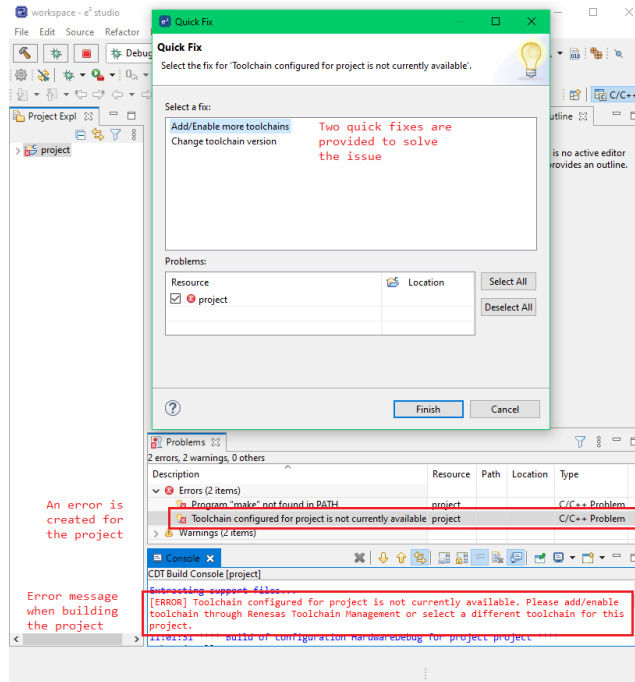 workspace - e² studio
File Edit Source Refactor
Debug
C/C++
Project Expl
project
Quick Fix
Quick Fix
Select the fix for 'Toolchain configured for project is not currently available'.
Select a fix:
Add/Enable more toolchains
Change toolchain version
Two quick fixes are
provided to solve
the issue
Problems:
Resource
Location
project
Select All
Deselect All
Finish
Cancel
is no active editor
provides an outline.
Problems
2 errors, 2 warnings, 0 others
Description Resource Path Location Type
Errors (2 items)
Program "make" not found in PATH project C/C++ Problem
Toolchain configured for project is not currently available project C/C++ Problem
Warnings (2 items)
An error is
created for
the project
Console
CDT Build Console [project]
Extracting support files...
[ERROR] Toolchain configured for project is not currently available. Please add/enable
toolchain through Renesas Toolchain Management or select a different toolchain for this
project.
11:01:51 **** Build of configuration HardwareDebug for project project ****
Error message
when building
the project